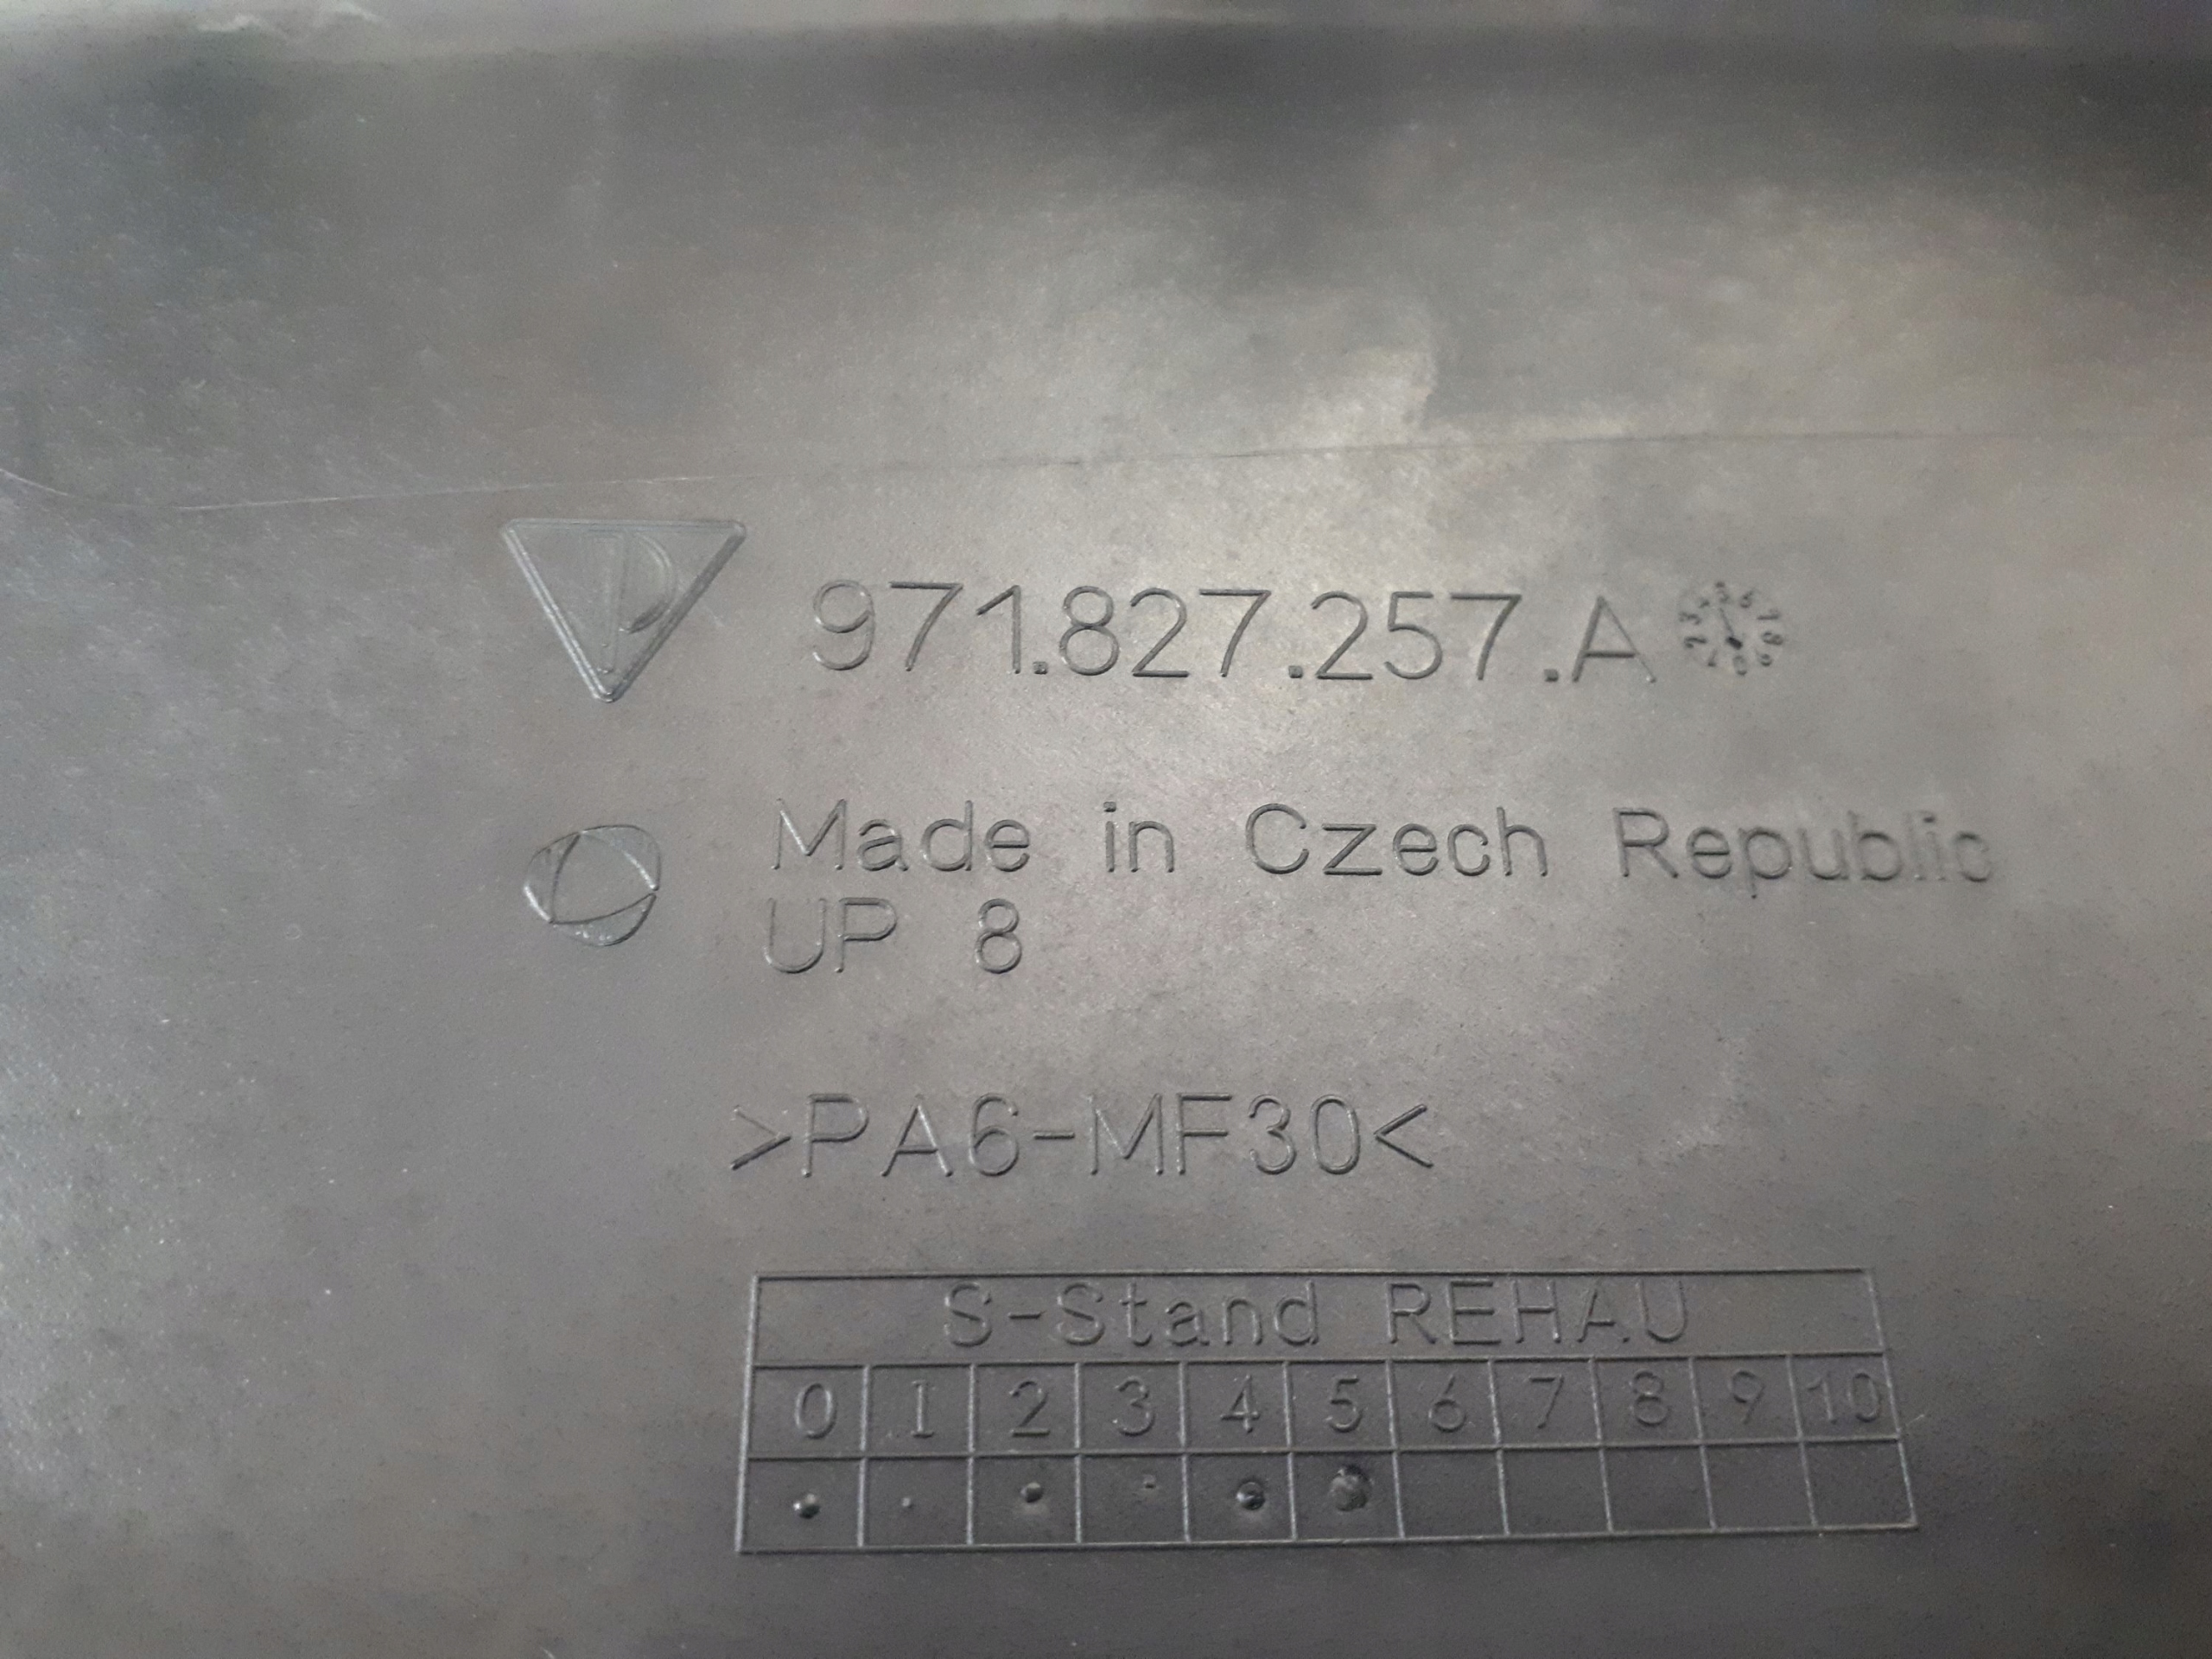 971.827.257.A
Made in Czech Republic
UP 8
>PA6-MF30<
S-Stand REHAU
0 1 2 3 4 5 6 7 8 9 10